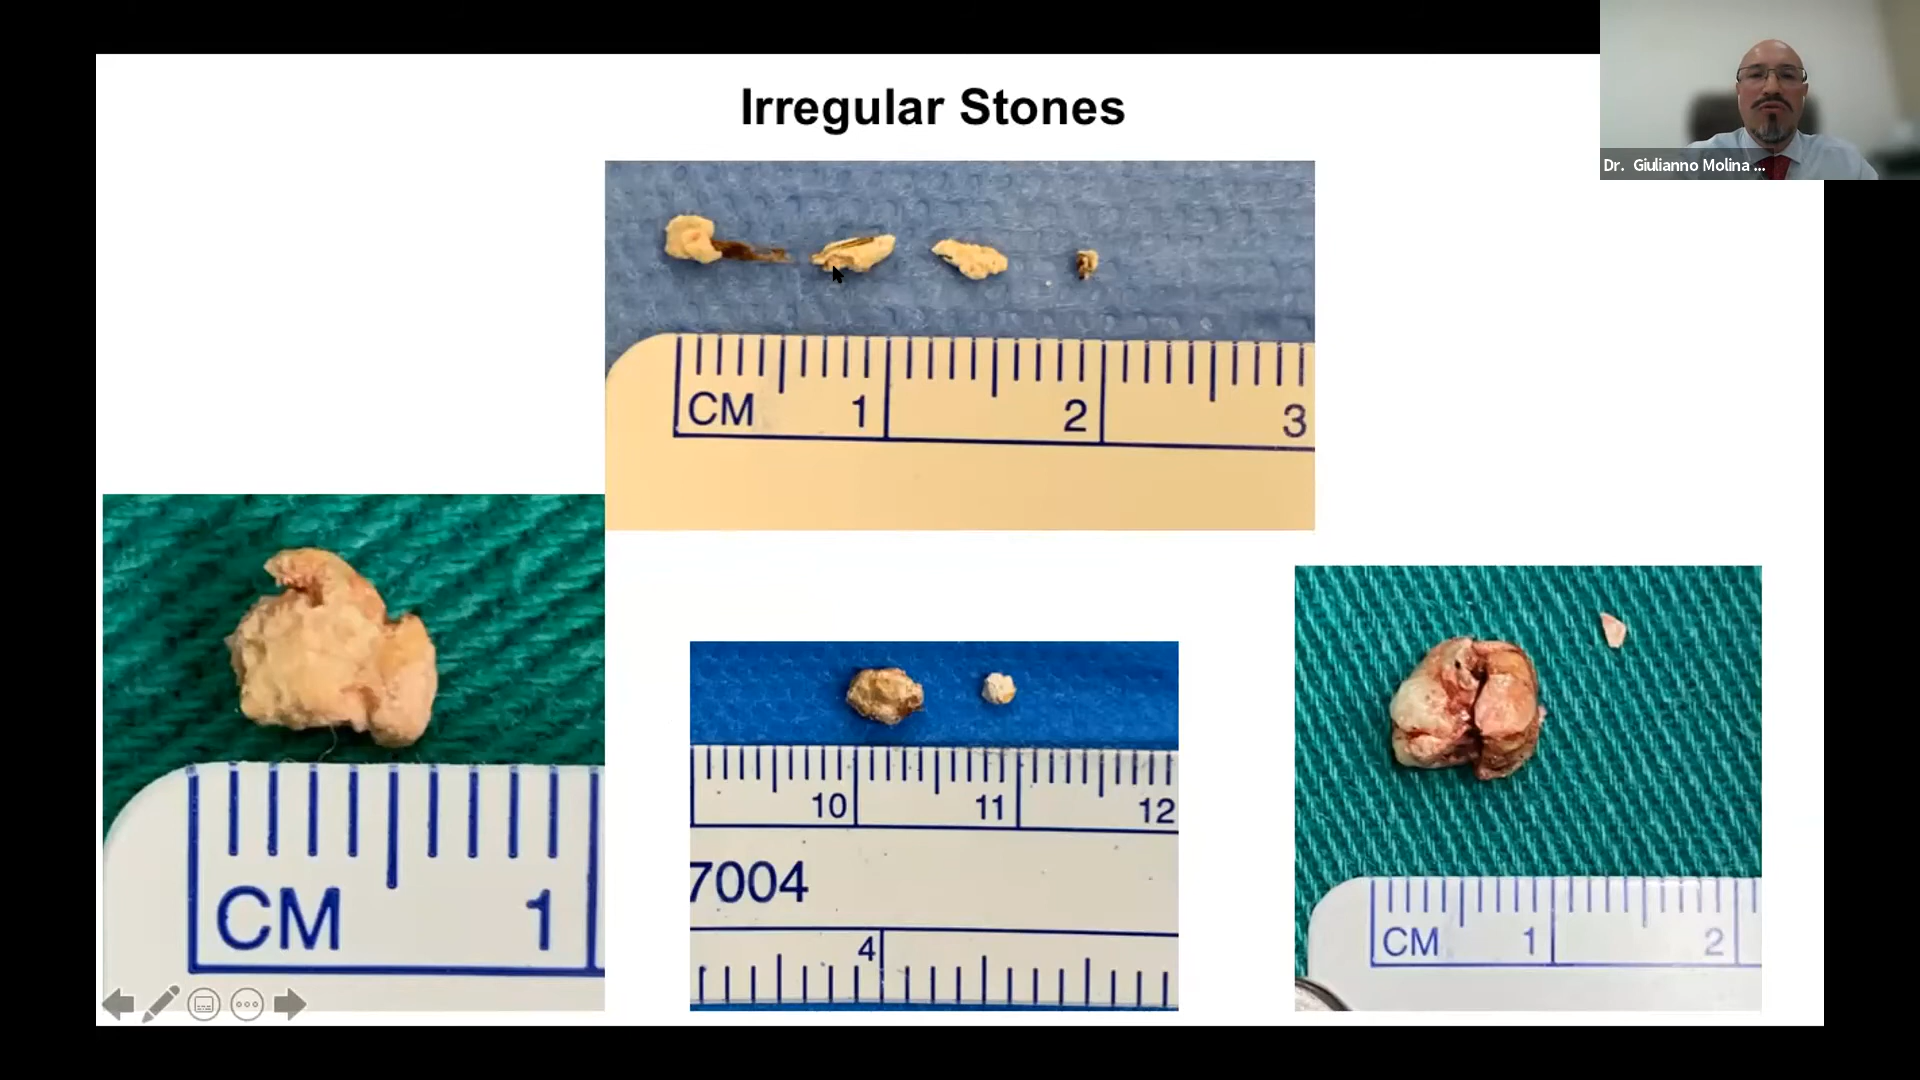 Irregular Stones
Dr. Giulianno Molina ...
CM 1 2 3
CM 1
10 11 12
7004
4
CM 1 2